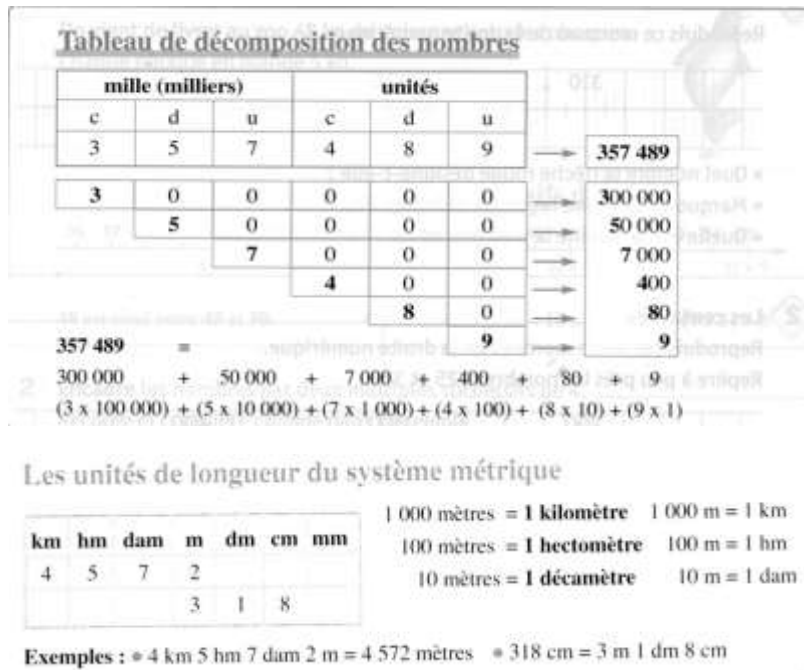 Tableau de décomposition des nombres
mille (milliers) unités
c d u c d u
3 5 7 4 8 9 357 489
3 0 0 0 0 0 300 000
5 0 0 0 0 50 000
7 0 0 0 7 000
4 0 0 400
8 0 80
9 9
357 489 =
300 000 + 50 000 + 7 000 + 400 + 80 + 9
(3 x 100 000) + (5 x 10 000) + (7 x 1 000) + (4 x 100) + (8 x 10) + (9 x 1)
Les unités de longueur du système métrique
km hm dam m dm cm mm
4 5 7 2
3 1 8
1 000 mètres = 1 kilomètre 1 000 m = 1 km
100 mètres = 1 hectomètre 100 m = 1 hm
10 mètres = 1 décamètre 10 m = 1 dam
Exemples : • 4 km 5 hm 7 dam 2 m = 4 572 mètres • 318 cm = 3 m 1 dm 8 cm